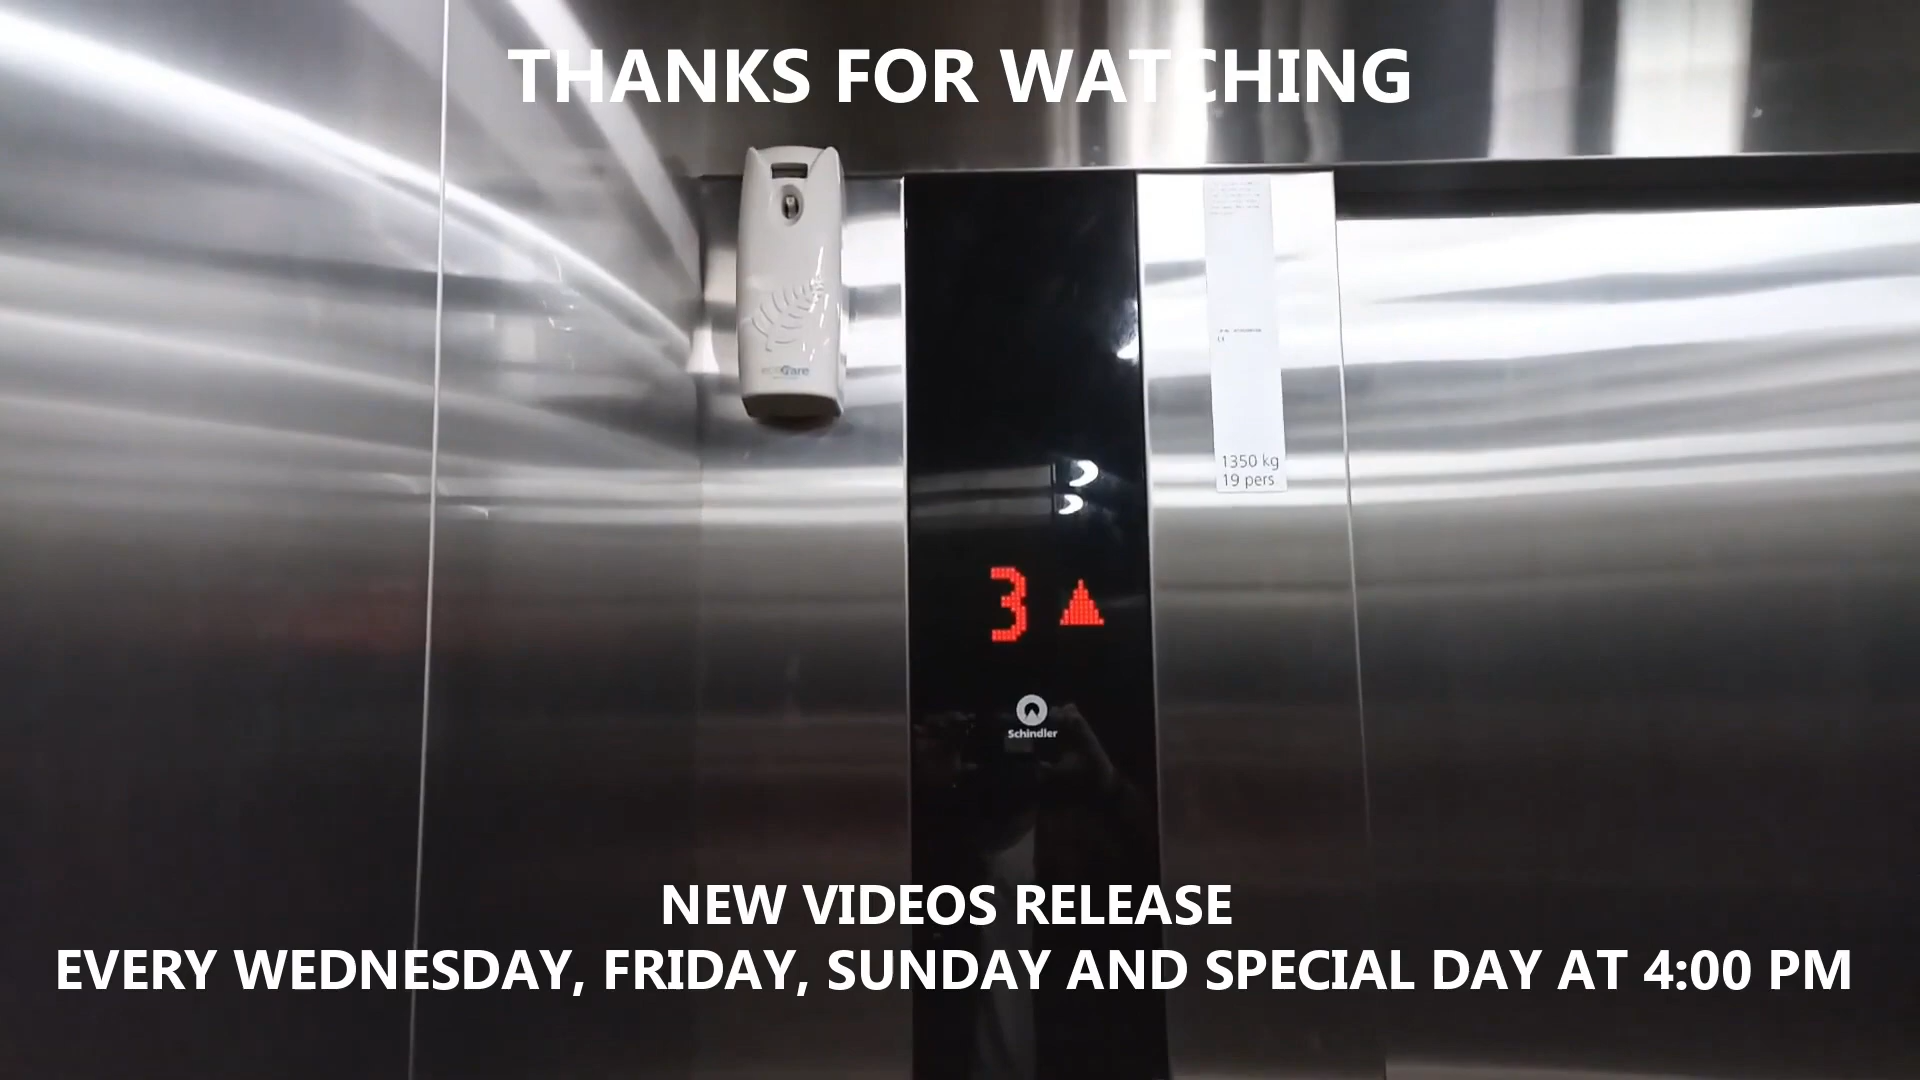 THANKS FOR WATCHING
1350 kg
19 pers
3
Schindler
NEW VIDEOS RELEASE
EVERY WEDNESDAY, FRIDAY, SUNDAY AND SPECIAL DAY AT 4:00 PM